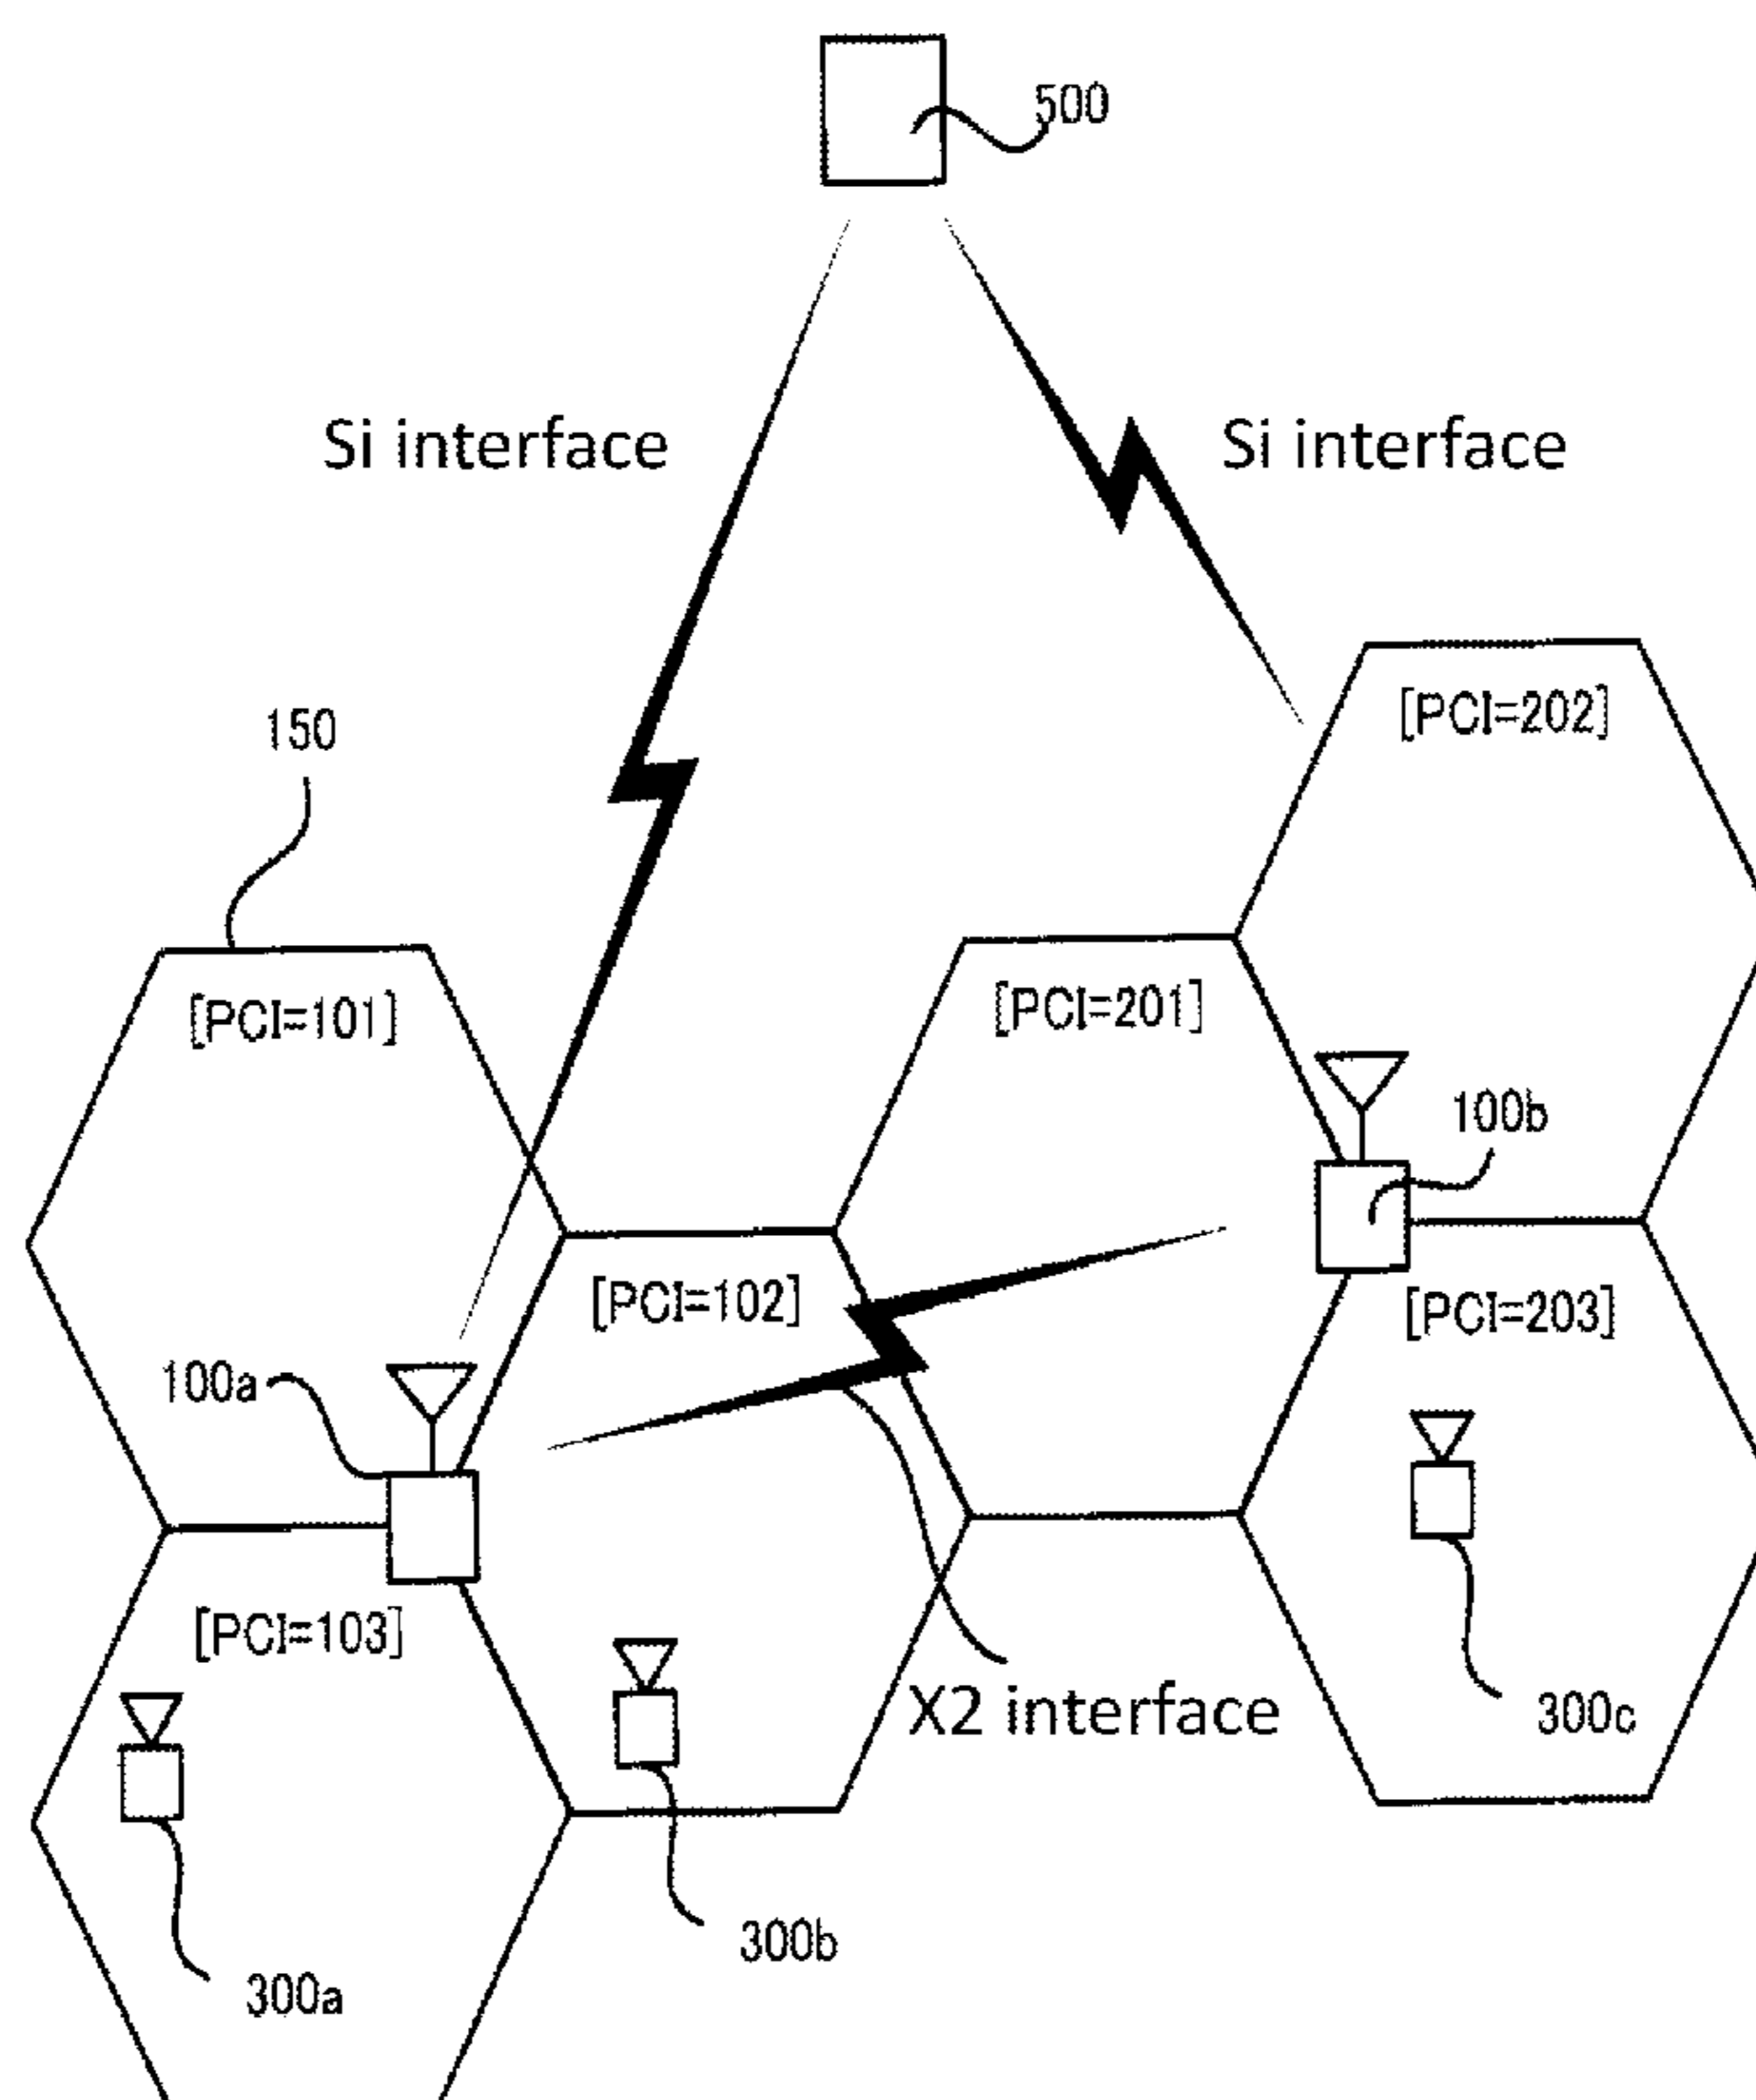 500
Si interface
Si interface
[PCI=202]
150
[PCI=101]
[PCI=201]
100b
[PCI=102]
[PCI=203]
100a
[PCI=103]
X2 interface
300c
300b
300a